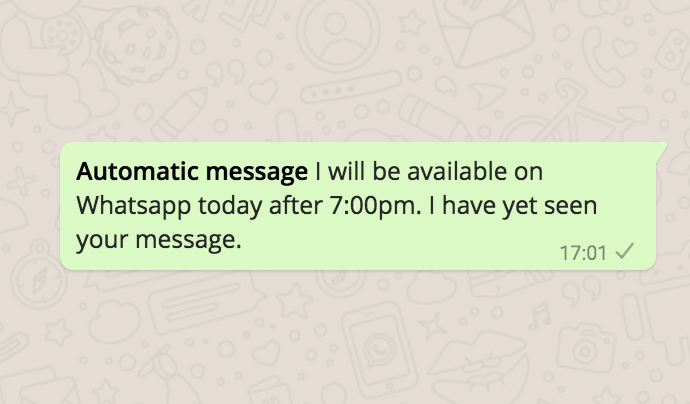 Automatic message I will be available on
Whatsapp today after 7:00pm. I have yet seen
your message.
17:01